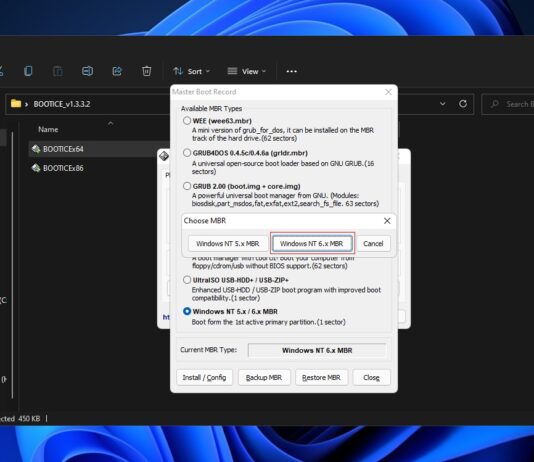 Sort
View
BOOTICE_v1.3.3.2
Search B
Name
BOOTICEx64
BOOTICEx86
Master Boot Record
Available MBR Types
WEE (wee63.mbr)
A mini version of grub_for_dos, it can be installed on the MBR
track of the hard drive.(62 sectors)
GRUB4DOS 0.4.5c/0.4.6a (grldr.mbr)
A universal open-source boot loader based on GNU GRUB.(16
sectors)
GRUB 2.00 (boot.img + core.img)
A powerful universal boot manager from GNU. (Modules:
biosdisk,part_msdos,fat,exfat,ext2,search_fs_file. 63 sectors)
Choose MBR
Windows NT 5.x MBR
Windows NT 6.x MBR
Cancel
A boot manager with cool UI! Boot your computer from
floppy/cdrom/usb without BIOS support.(62 sectors)
UltraISO USB-HDD+ / USB-ZIP+
Enhanced USB-HDD / USB-ZIP boot program with improved boot
compatibility.(1 sector)
Windows NT 5.x / 6.x MBR
Boot form the 1st active primary partition.(1 sector)
Current MBR Type:
Windows NT 6.x MBR
Install / Config
Backup MBR
Restore MBR
Close
ected 450 KB